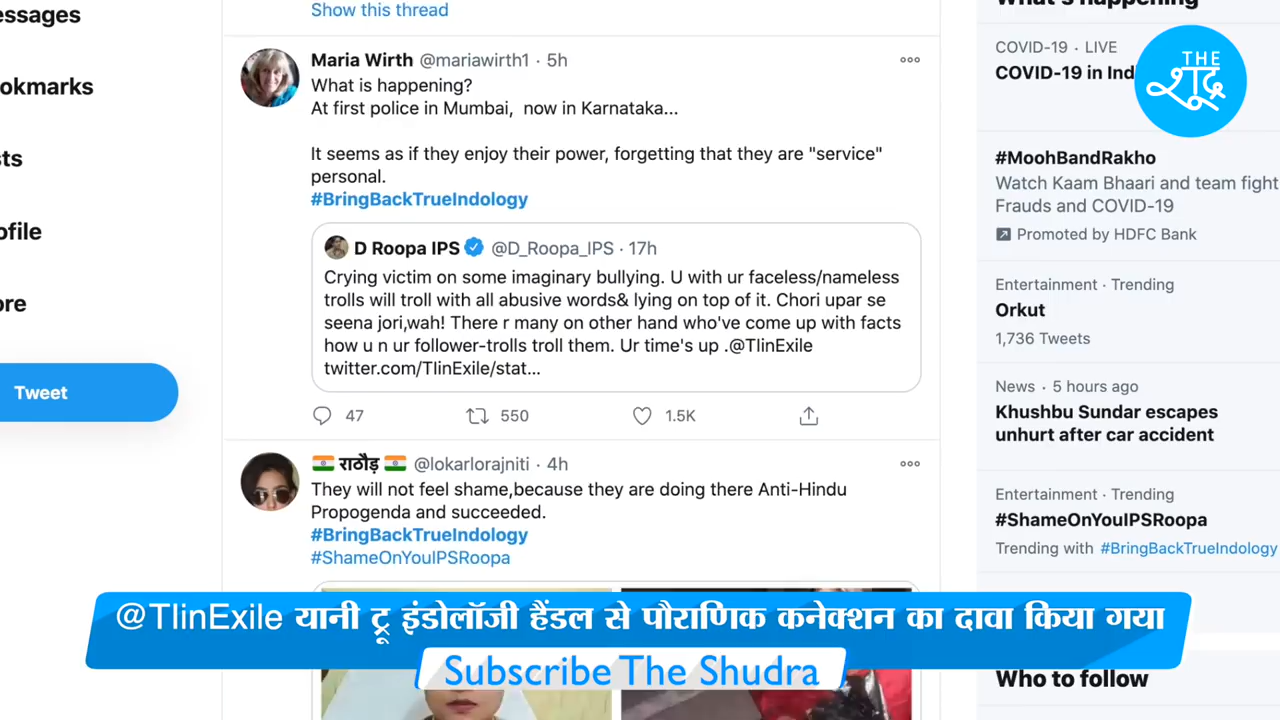 Show this thread
essages
okmarks
sts
ofile
ore
Tweet
Maria Wirth @mariawirth1 · 5h
What is happening?
At first police in Mumbai, now in Karnataka...
It seems as if they enjoy their power, forgetting that they are "service"
personal.
#BringBackTrueIndology
D Roopa IPS @D_Roopa_IPS · 17h
Crying victim on some imaginary bullying. U with ur faceless/nameless
trolls will troll with all abusive words& lying on top of it. Chori upar se
seena jori,wah! There r many on other hand who've come up with facts
how u n ur follower-trolls troll them. Ur time's up .@TIinExile
twitter.com/TIinExile/stat...
47 550 1.5K
राठौड़ @lokarlorajniti · 4h
They will not feel shame,because they are doing there Anti-Hindu
Propogenda and succeeded.
#BringBackTrueIndology
#ShameOnYouIPSRoopa
What's happening
COVID-19 · LIVE
COVID-19 in Ind
THE
शूद्र
#MoohBandRakho
Watch Kaam Bhaari and team fight
Frauds and COVID-19
Promoted by HDFC Bank
Entertainment · Trending
Orkut
1,736 Tweets
News · 5 hours ago
Khushbu Sundar escapes
unhurt after car accident
Entertainment · Trending
#ShameOnYouIPSRoopa
Trending with #BringBackTrueIndology
Who to follow
@TIinExile यानी ट्रू इंडोलॉजी हैंडल से पौराणिक कनेक्शन का दावा किया गया
Subscribe The Shudra